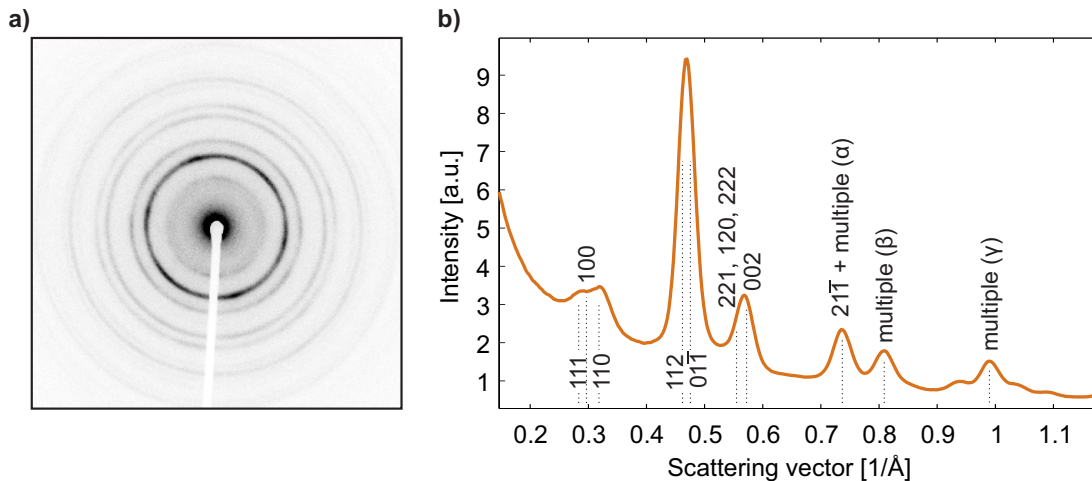 a)
b)
Intensity [a.u.]
9
8
7
6
5
4
3
2
1
100
111
110
112
011̅
221, 120, 222
002
211̅ + multiple (α)
multiple (β)
multiple (γ)
0.2 0.3 0.4 0.5 0.6 0.7 0.8 0.9 1 1.1
Scattering vector [1/Å]